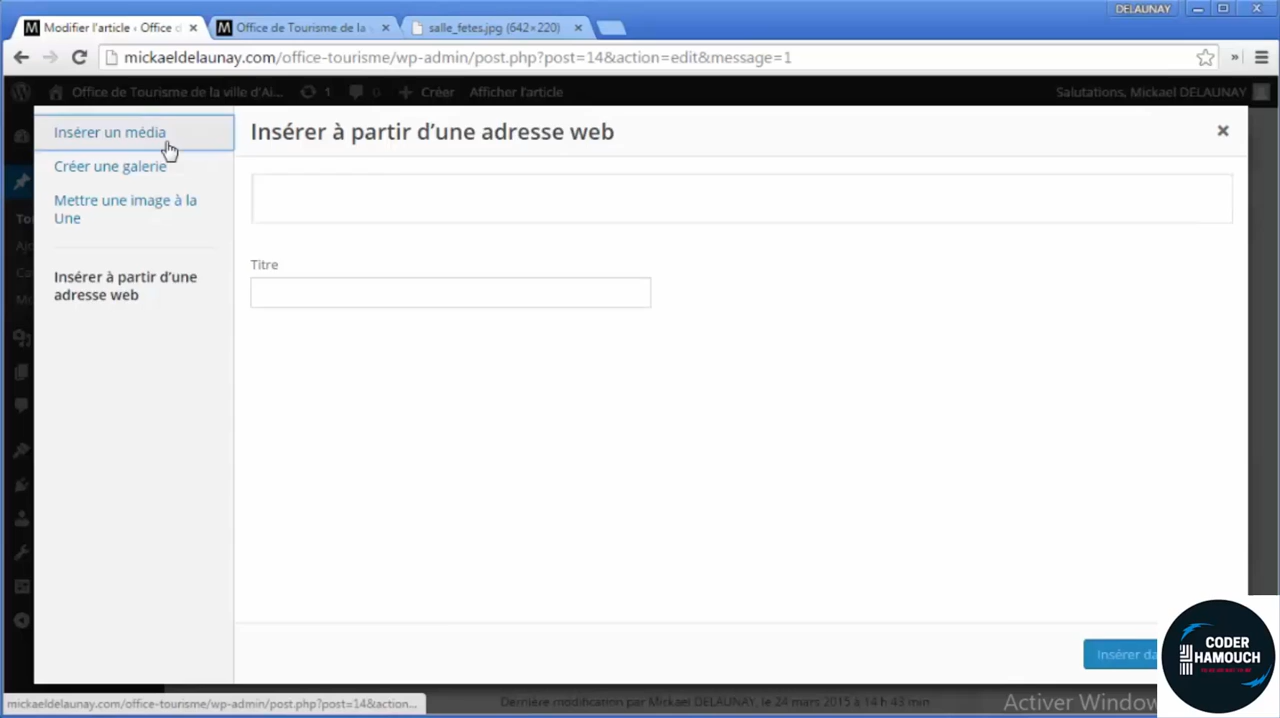 DELAUNAY
Modifier l'article ‹ Office d
Office de Tourisme de la
salle_fetes.jpg (642×220)
mickaeldelaunay.com/office-tourisme/wp-admin/post.php?post=14&action=edit&message=1
Office de Tourisme de la ville d'Ai... 1 0 Créer Afficher l'article Salutations, Mickael DELAUNAY
Insérer un média
Créer une galerie
Mettre une image à la
Une
Insérer à partir d'une
adresse web
Insérer à partir d'une adresse web
Titre
Insérer da
CODER
HAMOUCH
mickaeldelaunay.com/office-tourisme/wp-admin/post.php?post=14&action...
Dernière modification par Mickael DELAUNAY, le 24 mars 2015 à 14 h 43 min
Activer Window